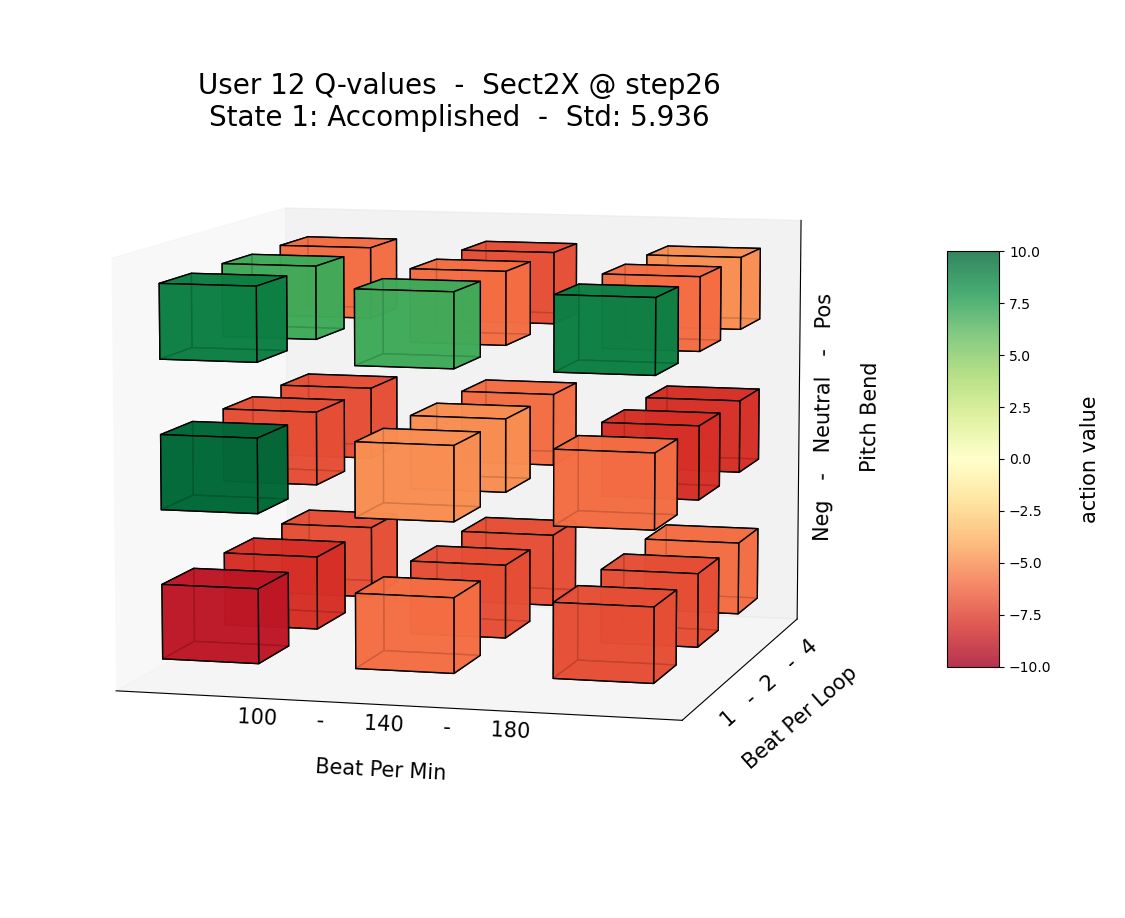 User 12 Q-values - Sect2X @ step26
State 1: Accomplished - Std: 5.936
Neg - Neutral - Pos
Pitch Bend
100 - 140 - 180
Beat Per Min
1 - 2 - 4
Beat Per Loop
10.0
7.5
5.0
2.5
0.0
−2.5
−5.0
−7.5
−10.0
action value